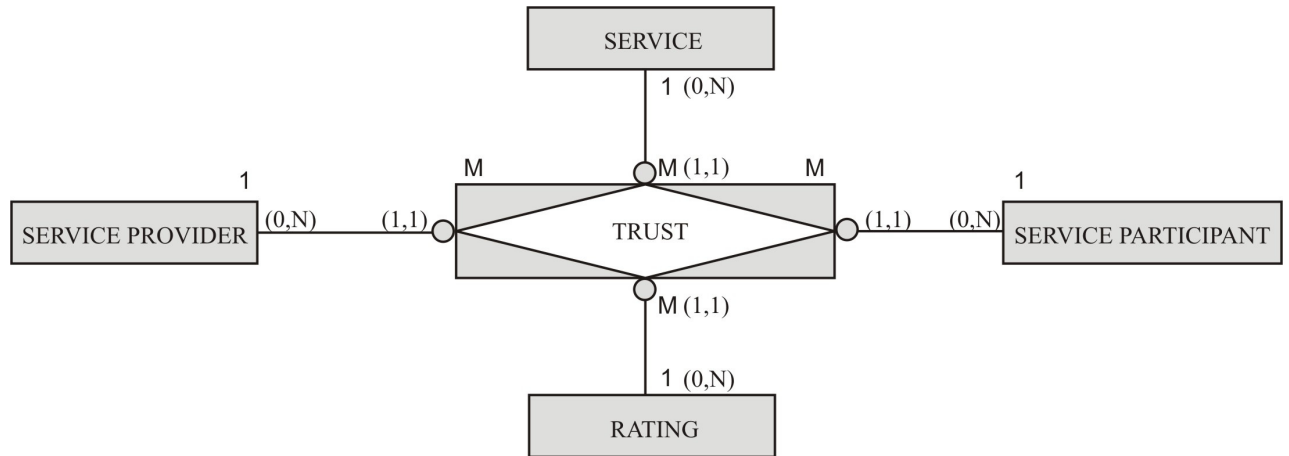 SERVICE
1 (0,N)
M M (1,1) M
1 1
SERVICE PROVIDER (0,N) (1,1) TRUST (1,1) (0,N) SERVICE PARTICIPANT
M (1,1)
1 (0,N)
RATING